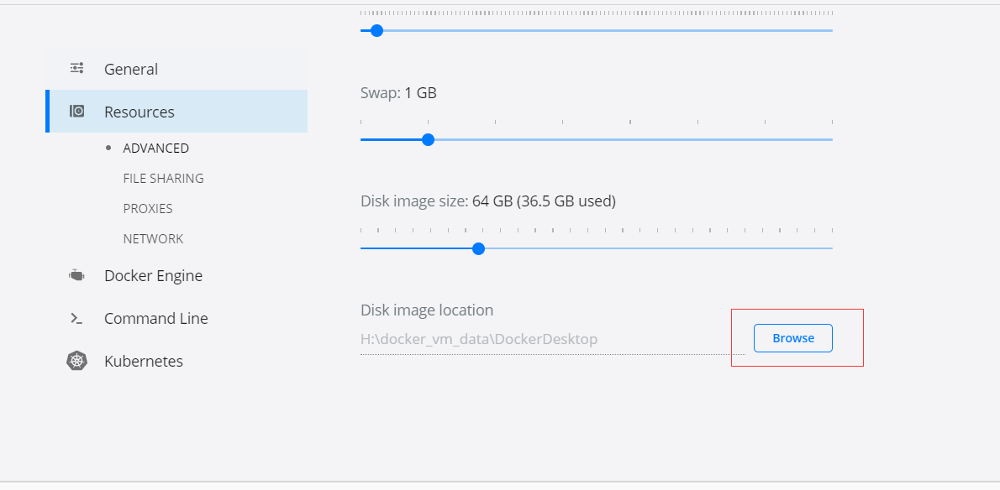 General
Resources
ADVANCED
FILE SHARING
PROXIES
NETWORK
Docker Engine
Command Line
Kubernetes
Swap: 1 GB
Disk image size: 64 GB (36.5 GB used)
Disk image location
H:\docker_vm_data\DockerDesktop
Browse